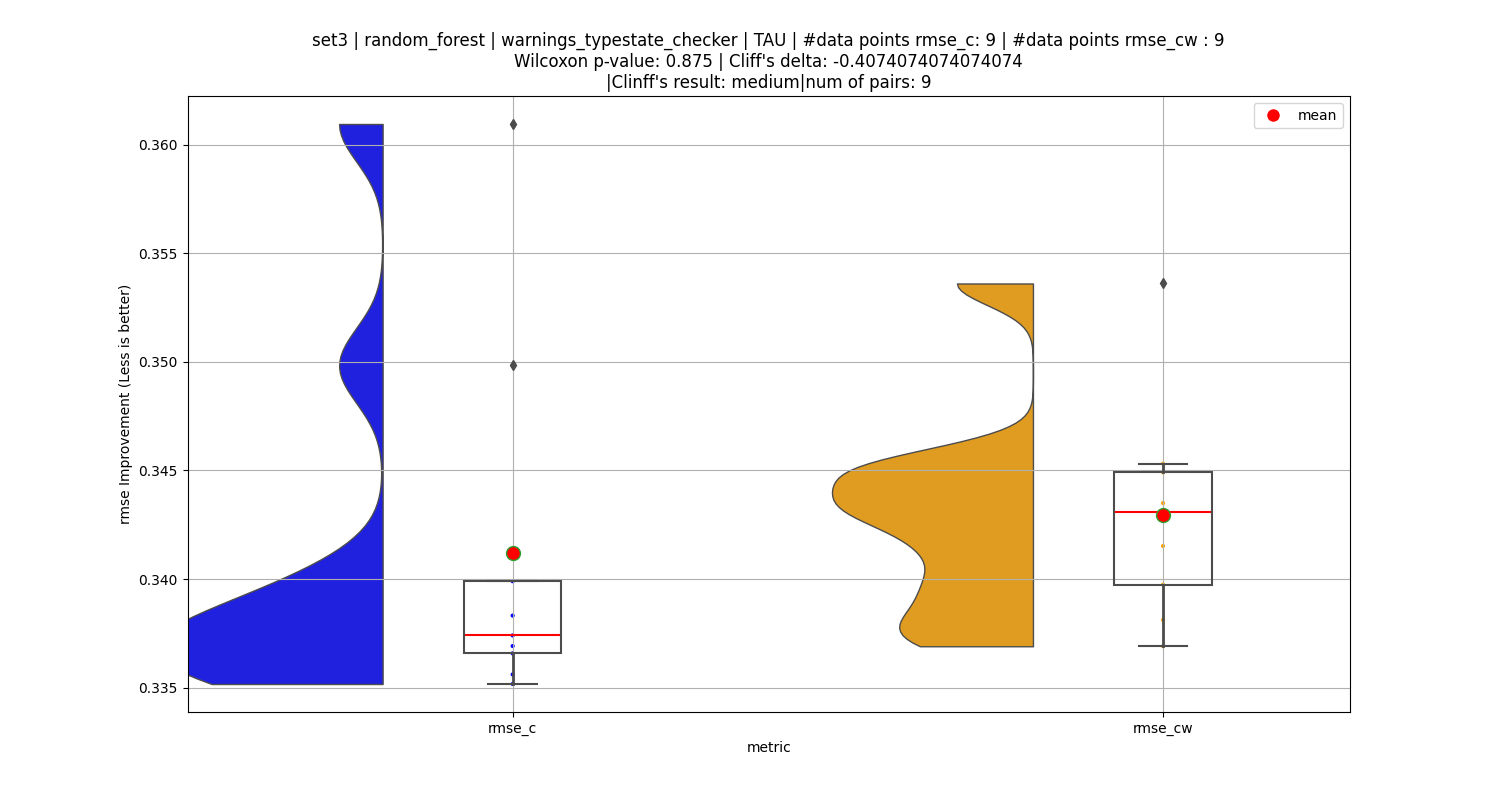 set3 | random_forest | warnings_typestate_checker | TAU | #data points rmse_c: 9 | #data points rmse_cw : 9
Wilcoxon p-value: 0.875 | Cliff's delta: -0.4074074074074074
|Clinff's result: medium|num of pairs: 9
mean
0.360
0.355
0.350
0.345
0.340
0.335
rmse Improvement (Less is better)
rmse_c
rmse_cw
metric